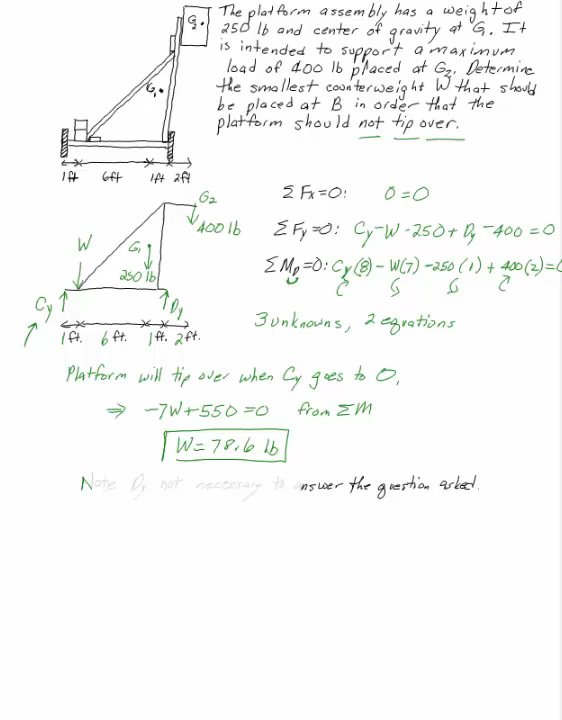 The platform assembly has a weight of
250 lb and center of gravity at G₁. It
is intended to support a maximum
load of 400 lb placed at G₂. Determine
the smallest counterweight W that should
be placed at B in order that the
platform should not tip over.
G₂
G₁
1ft 6ft 1ft 2ft
G₂
400 lb
W
G₁
250 lb
Cy
Dy
1ft. 6 ft. 1ft. 2ft.
ΣFx=0: 0=0
ΣFy=0: Cy-W-250+Dy-400=0
ΣMD=0: Cy(8)-W(7)-250(1)+400(2)=0
3 unknowns, 2 equations
Platform will tip over when Cy goes to 0,
⇒ -7W+550=0 from ΣM
W=78.6 lb
Note Dy not necessary to answer the question asked.